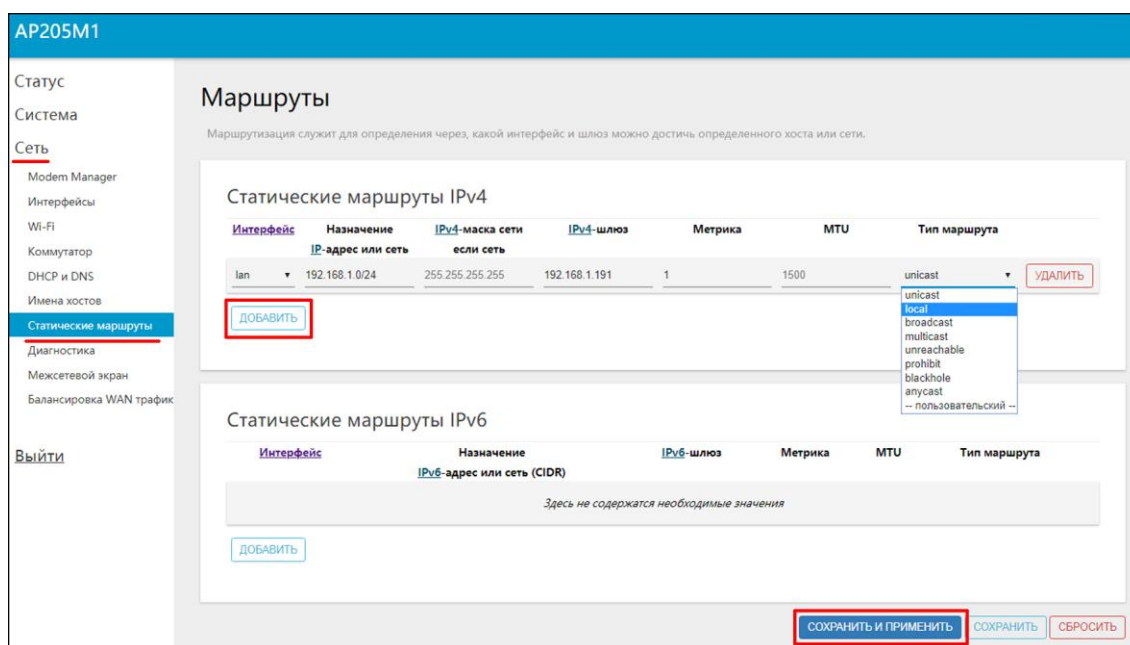 AP205M1
Статус
Система
Сеть
Modem Manager
Интерфейсы
Wi-Fi
Коммутатор
DHCP и DNS
Имена хостов
Статические маршруты
Диагностика
Межсетевой экран
Балансировка WAN трафик
Выйти
Маршруты
Маршрутизация служит для определения через, какой интерфейс и шлюз можно достичь определенного хоста или сети.
Статические маршруты IPv4
Интерфейс Назначение IPv4-маска сети IPv4-шлюз Метрика MTU Тип маршрута
IP-адрес или сеть если сеть
lan 192.168.1.0/24 255.255.255.255 192.168.1.191 1 1500 unicast УДАЛИТЬ
unicast
local
broadcast
multicast
unreachable
prohibit
blackhole
anycast
-- пользовательский --
ДОБАВИТЬ
Статические маршруты IPv6
Интерфейс Назначение IPv6-шлюз Метрика MTU Тип маршрута
IPv6-адрес или сеть (CIDR)
Здесь не содержатся необходимые значения
ДОБАВИТЬ
СОХРАНИТЬ И ПРИМЕНИТЬ СОХРАНИТЬ СБРОСИТЬ